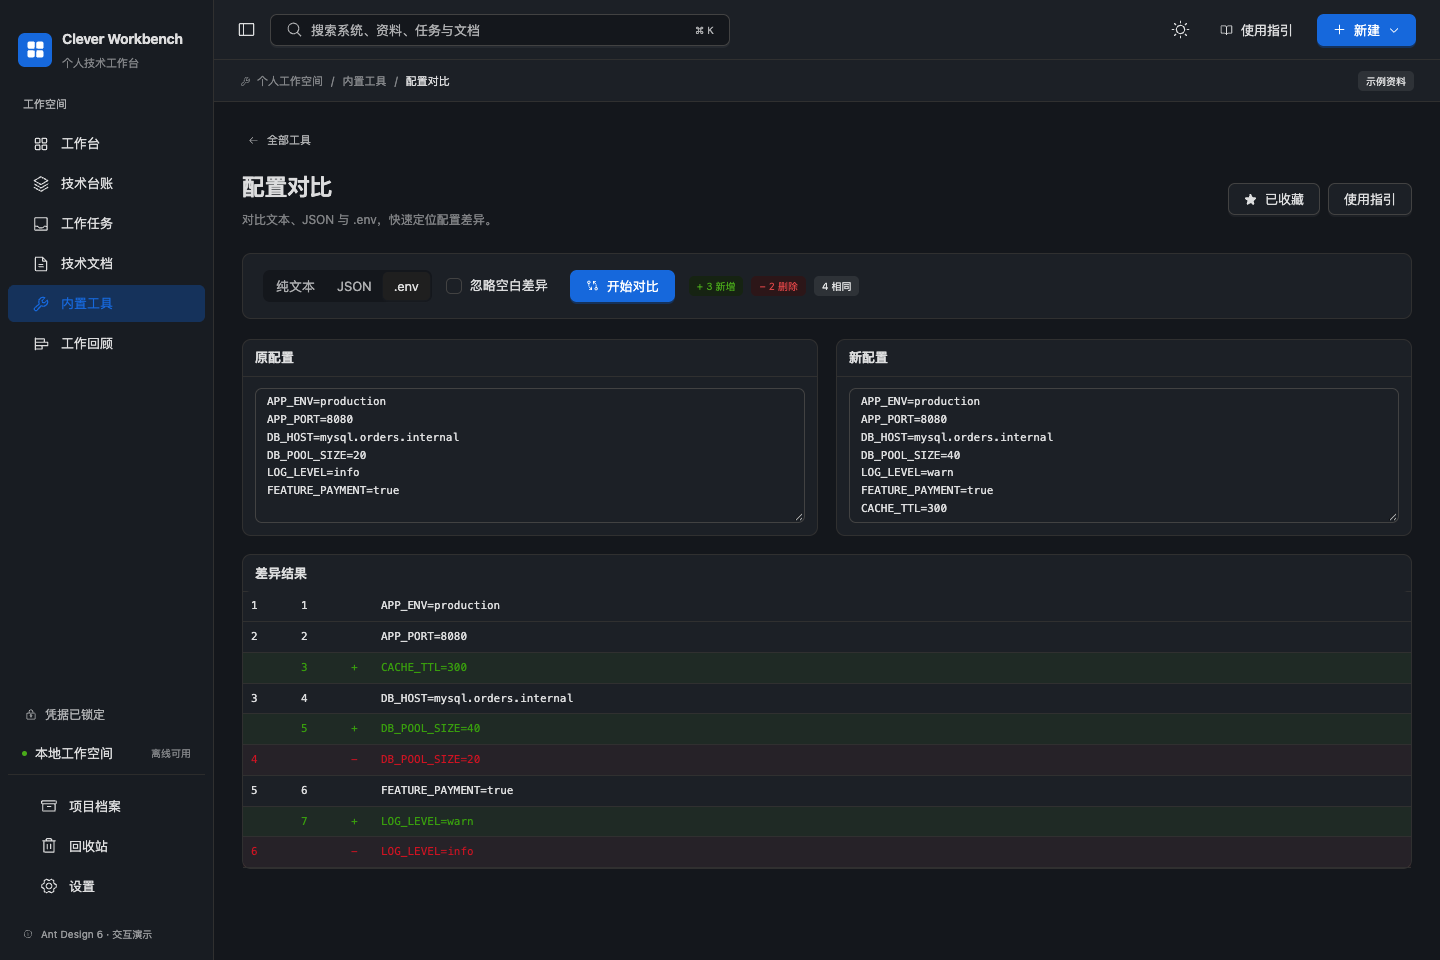 Clever Workbench
个人技术工作台
工作空间
工作台
技术台账
工作任务
技术文档
内置工具
工作回顾
凭据已锁定
本地工作空间 离线可用
项目档案
回收站
设置
Ant Design 6 · 交互演示
搜索系统、资料、任务与文档 ⌘ K
使用指引
+ 新建
个人工作空间 / 内置工具 / 配置对比
示例资料
← 全部工具
配置对比
对比文本、JSON 与 .env，快速定位配置差异。
已收藏
使用指引
纯文本 JSON .env 忽略空白差异 开始对比 + 3 新增 − 2 删除 4 相同
原配置
APP_ENV=production
APP_PORT=8080
DB_HOST=mysql.orders.internal
DB_POOL_SIZE=20
LOG_LEVEL=info
FEATURE_PAYMENT=true
新配置
APP_ENV=production
APP_PORT=8080
DB_HOST=mysql.orders.internal
DB_POOL_SIZE=40
LOG_LEVEL=warn
FEATURE_PAYMENT=true
CACHE_TTL=300
差异结果
1 1 APP_ENV=production
2 2 APP_PORT=8080
3 + CACHE_TTL=300
3 4 DB_HOST=mysql.orders.internal
5 + DB_POOL_SIZE=40
4 − DB_POOL_SIZE=20
5 6 FEATURE_PAYMENT=true
7 + LOG_LEVEL=warn
6 − LOG_LEVEL=info